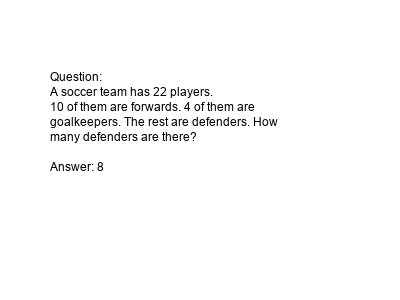 Question:
A soccer team has 22 players.
10 of them are forwards. 4 of them are
goalkeepers. The rest are defenders. How
many defenders are there?
Answer: 8